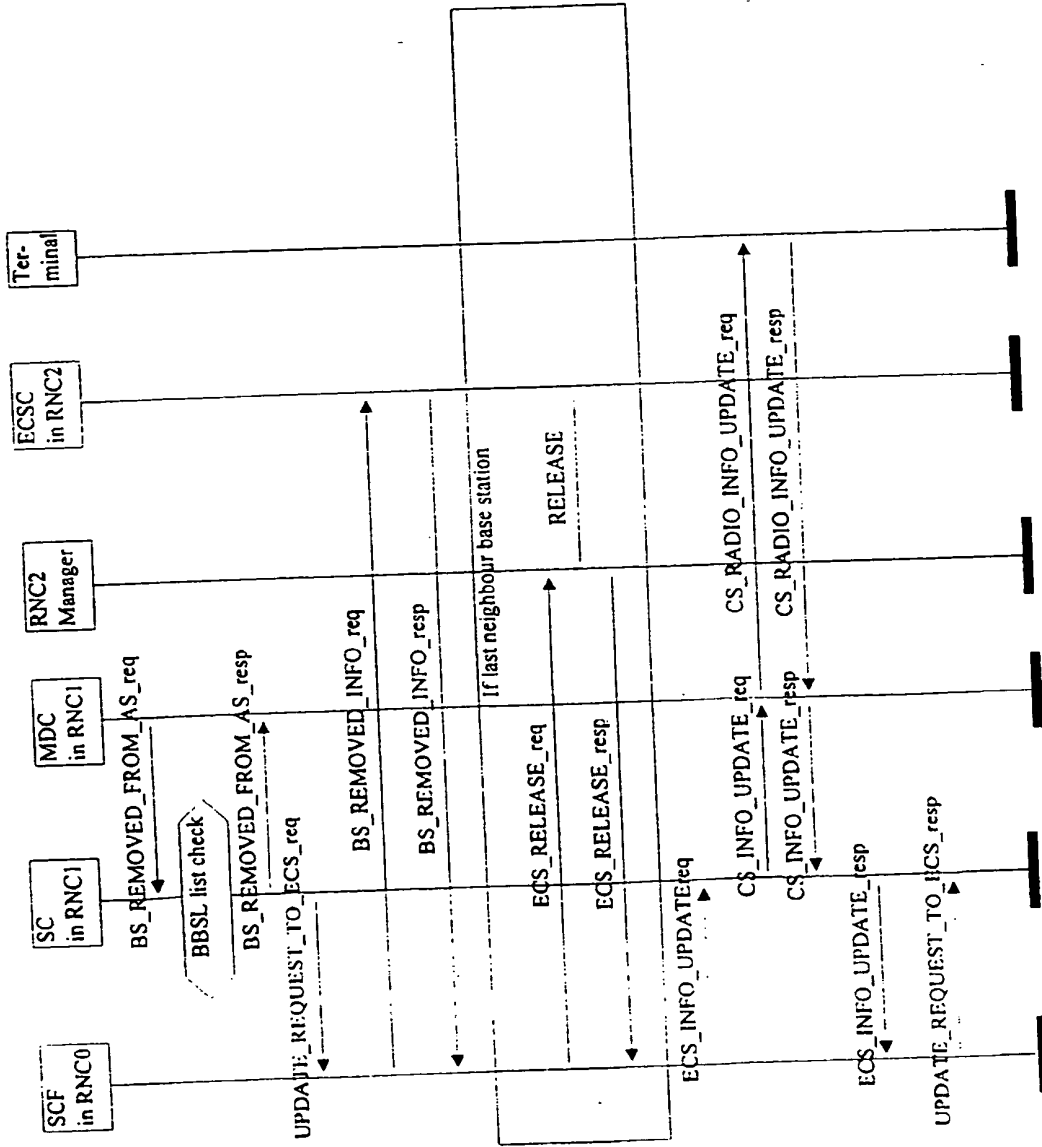 SCF
in RNC0
SC
in RNC1
MDC
in RNC1
RNC2
Manager
ECSC
in RNC2
Ter-
minal
BS_REMOVED_FROM_AS_req
BBSL list check
BS_REMOVED_FROM_AS_resp
UPDATE_REQUEST_TO_ECS_req
BS_REMOVED_INFO_req
BS_REMOVED_INFO_resp
If last neighbour base station
ECS_RELEASE_req
RELEASE
ECS_RELEASE_resp
ECS_INFO_UPDATEreq
CS_INFO_UPDATE_req
CS_RADIO_INFO_UPDATE_req
CS_INFO_UPDATE_resp
CS_RADIO_INFO_UPDATE_resp
ECS_INFO_UPDATE_resp
UPDATE_REQUEST_TO_ECS_resp